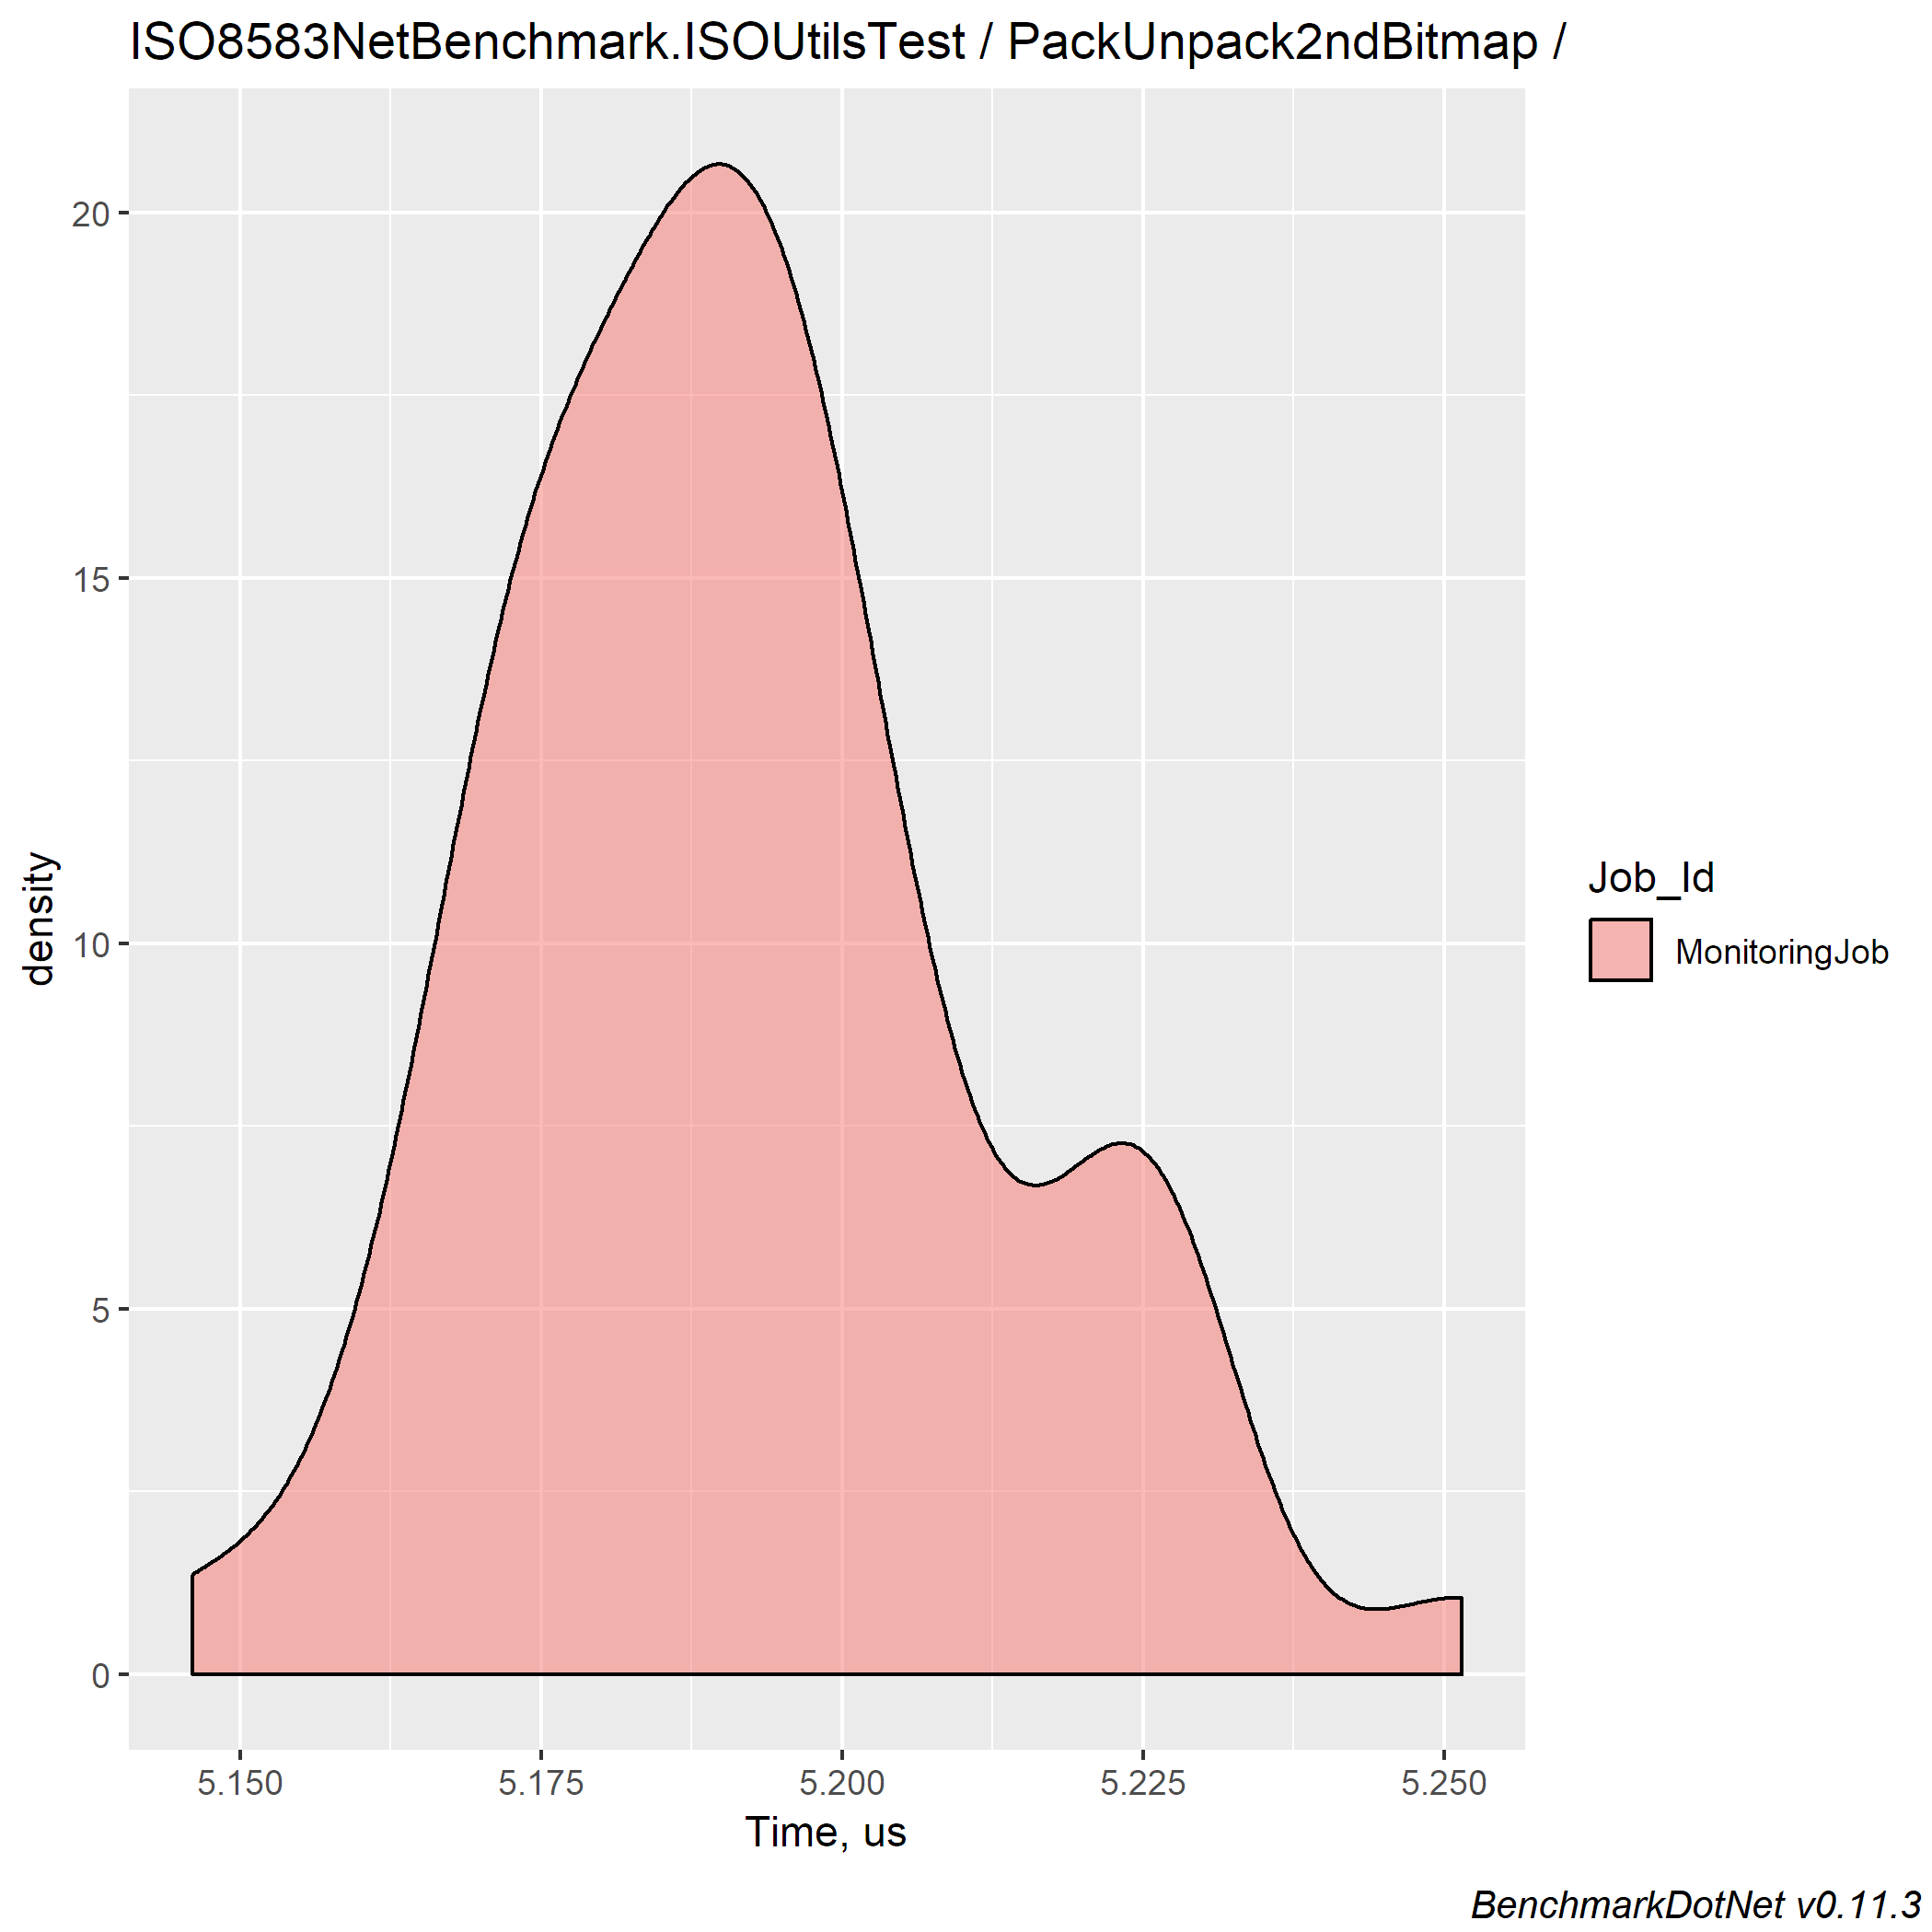 ISO8583NetBenchmark.ISOUtilsTest / PackUnpack2ndBitmap /
20
15
10
5
0
density
5.150 5.175 5.200 5.225 5.250
Time, us
Job_Id
MonitoringJob
BenchmarkDotNet v0.11.3